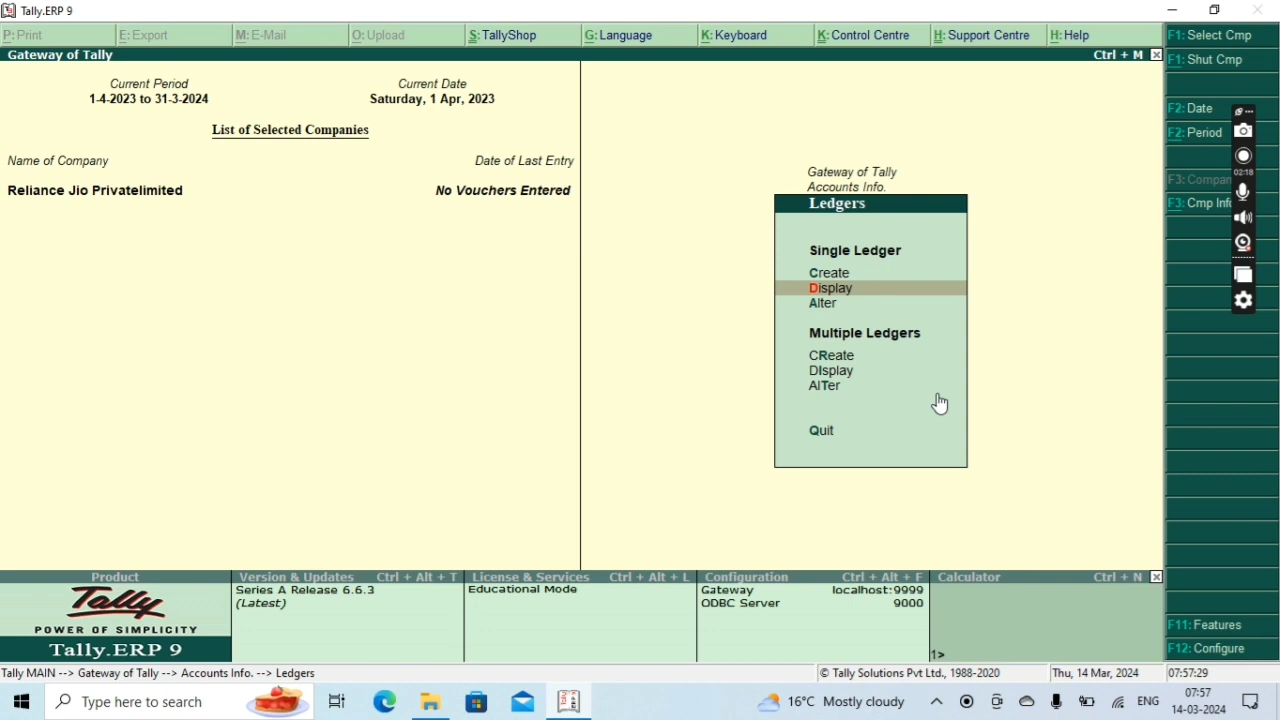 Tally.ERP 9
P: Print E: Export M: E-Mail O: Upload S: TallyShop G: Language K: Keyboard K: Control Centre H: Support Centre H: Help
F1: Select Cmp
F1: Shut Cmp
F2: Date
F2: Period
F3: Compan
F3: Cmp Info
F11: Features
F12: Configure
02:18
Gateway of Tally Ctrl + M
Current Period Current Date
1-4-2023 to 31-3-2024 Saturday, 1 Apr, 2023
List of Selected Companies
Name of Company Date of Last Entry
Reliance Jio Privatelimited No Vouchers Entered
Gateway of Tally
Accounts Info.
Ledgers
Single Ledger
Create
Display
Alter
Multiple Ledgers
CReate
DIsplay
AlTer
Quit
Product Version & Updates Ctrl + Alt + T License & Services Ctrl + Alt + L Configuration Ctrl + Alt + F Calculator Ctrl + N
Tally
POWER OF SIMPLICITY
Tally.ERP 9
Series A Release 6.6.3
(Latest)
Educational Mode
Gateway localhost:9999
ODBC Server 9000
1>
Tally MAIN --> Gateway of Tally --> Accounts Info. --> Ledgers © Tally Solutions Pvt Ltd., 1988-2020 Thu, 14 Mar, 2024 07:57:29
Type here to search 16°C Mostly cloudy ENG 07:57
14-03-2024